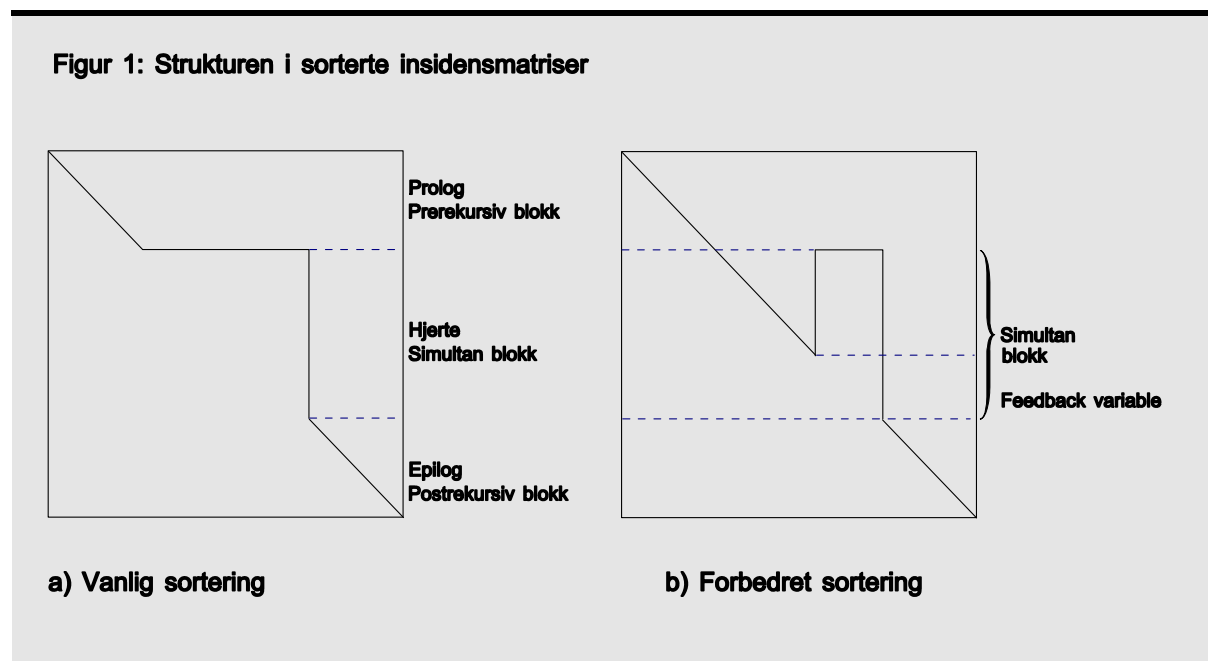 Figur 1: Strukturen i sorterte insidensmatriser
Prolog
Prerekursiv blokk
Hjerte
Simultan blokk
Epilog
Postrekursiv blokk
a) Vanlig sortering
Simultan
blokk
Feedback variable
b) Forbedret sortering